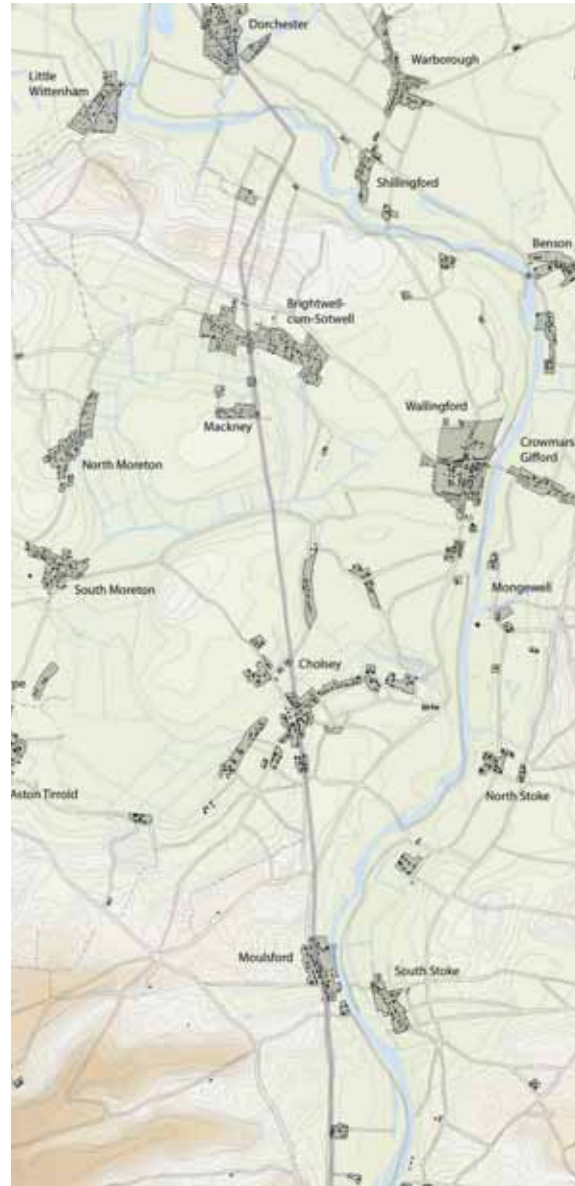 Dorchester
Warborough
Little
Wittenham
Shillingford
Benson
Brightwell-
cum-Sotwell
Wallingford
Mackney
Crowmars
Gifford
North Moreton
South Moreton
Mongewell
Cholsey
pe
Aston Tirrold
North Stoke
Moulsford
South Stoke